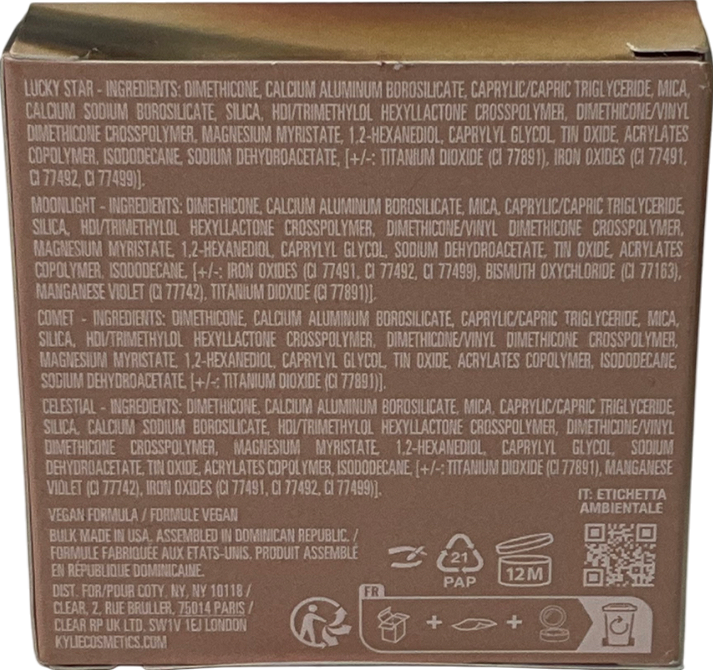 LUCKY STAR - INGREDIENTS: DIMETHICONE, CALCIUM ALUMINUM BOROSILICATE, CAPRYLIC/CAPRIC TRIGLYCERIDE, MICA,
CALCIUM SODIUM BOROSILICATE, SILICA, HDI/TRIMETHYLOL HEXYLLACTONE CROSSPOLYMER, DIMETHICONE/VINYL
DIMETHICONE CROSSPOLYMER, MAGNESIUM MYRISTATE, 1,2-HEXANEDIOL, CAPRYLYL GLYCOL, TIN OXIDE, ACRYLATES
COPOLYMER, ISODODECANE, SODIUM DEHYDROACETATE, [+/-: TITANIUM DIOXIDE (CI 77891), IRON OXIDES (CI 77491,
CI 77492, CI 77499)].
MOONLIGHT - INGREDIENTS: DIMETHICONE, CALCIUM ALUMINUM BOROSILICATE, MICA, CAPRYLIC/CAPRIC TRIGLYCERIDE,
SILICA, HDI/TRIMETHYLOL HEXYLLACTONE CROSSPOLYMER, DIMETHICONE/VINYL DIMETHICONE CROSSPOLYMER,
MAGNESIUM MYRISTATE, 1,2-HEXANEDIOL, CAPRYLYL GLYCOL, SODIUM DEHYDROACETATE, TIN OXIDE, ACRYLATES
COPOLYMER, ISODODECANE, [+/-: IRON OXIDES (CI 77491, CI 77492, CI 77499), BISMUTH OXYCHLORIDE (CI 77163),
MANGANESE VIOLET (CI 77742), TITANIUM DIOXIDE (CI 77891)].
COMET - INGREDIENTS: DIMETHICONE, CALCIUM ALUMINUM BOROSILICATE, CAPRYLIC/CAPRIC TRIGLYCERIDE, MICA,
SILICA, HDI/TRIMETHYLOL HEXYLLACTONE CROSSPOLYMER, DIMETHICONE/VINYL DIMETHICONE CROSSPOLYMER,
MAGNESIUM MYRISTATE, 1,2-HEXANEDIOL, CAPRYLYL GLYCOL, TIN OXIDE, ACRYLATES COPOLYMER, ISODODECANE,
SODIUM DEHYDROACETATE, [+/-: TITANIUM DIOXIDE (CI 77891)].
CELESTIAL - INGREDIENTS: DIMETHICONE, CALCIUM ALUMINUM BOROSILICATE, MICA, CAPRYLIC/CAPRIC TRIGLYCERIDE,
SILICA, CALCIUM SODIUM BOROSILICATE, HDI/TRIMETHYLOL HEXYLLACTONE CROSSPOLYMER, DIMETHICONE/VINYL
DIMETHICONE CROSSPOLYMER, MAGNESIUM MYRISTATE, 1,2-HEXANEDIOL, CAPRYLYL GLYCOL, SODIUM
DEHYDROACETATE, TIN OXIDE, ACRYLATES COPOLYMER, ISODODECANE, [+/-: TITANIUM DIOXIDE (CI 77891), MANGANESE
VIOLET (CI 77742), IRON OXIDES (CI 77491, CI 77492, CI 77499)].
IT: ETICHETTA
AMBIENTALE
VEGAN FORMULA / FORMULE VEGAN
BULK MADE IN USA. ASSEMBLED IN DOMINICAN REPUBLIC. /
FORMULE FABRIQUÉE AUX ETATS-UNIS. PRODUIT ASSEMBLÉ
EN RÉPUBLIQUE DOMINICAINE.
21
PAP
12M
DIST. FOR/POUR COTY, NY, NY 10118 /
CLEAR, 2, RUE BRULLER, 75014 PARIS /
CLEAR RP UK LTD, SW1V 1EJ LONDON
KYLIECOSMETICS.COM
FR
+ +